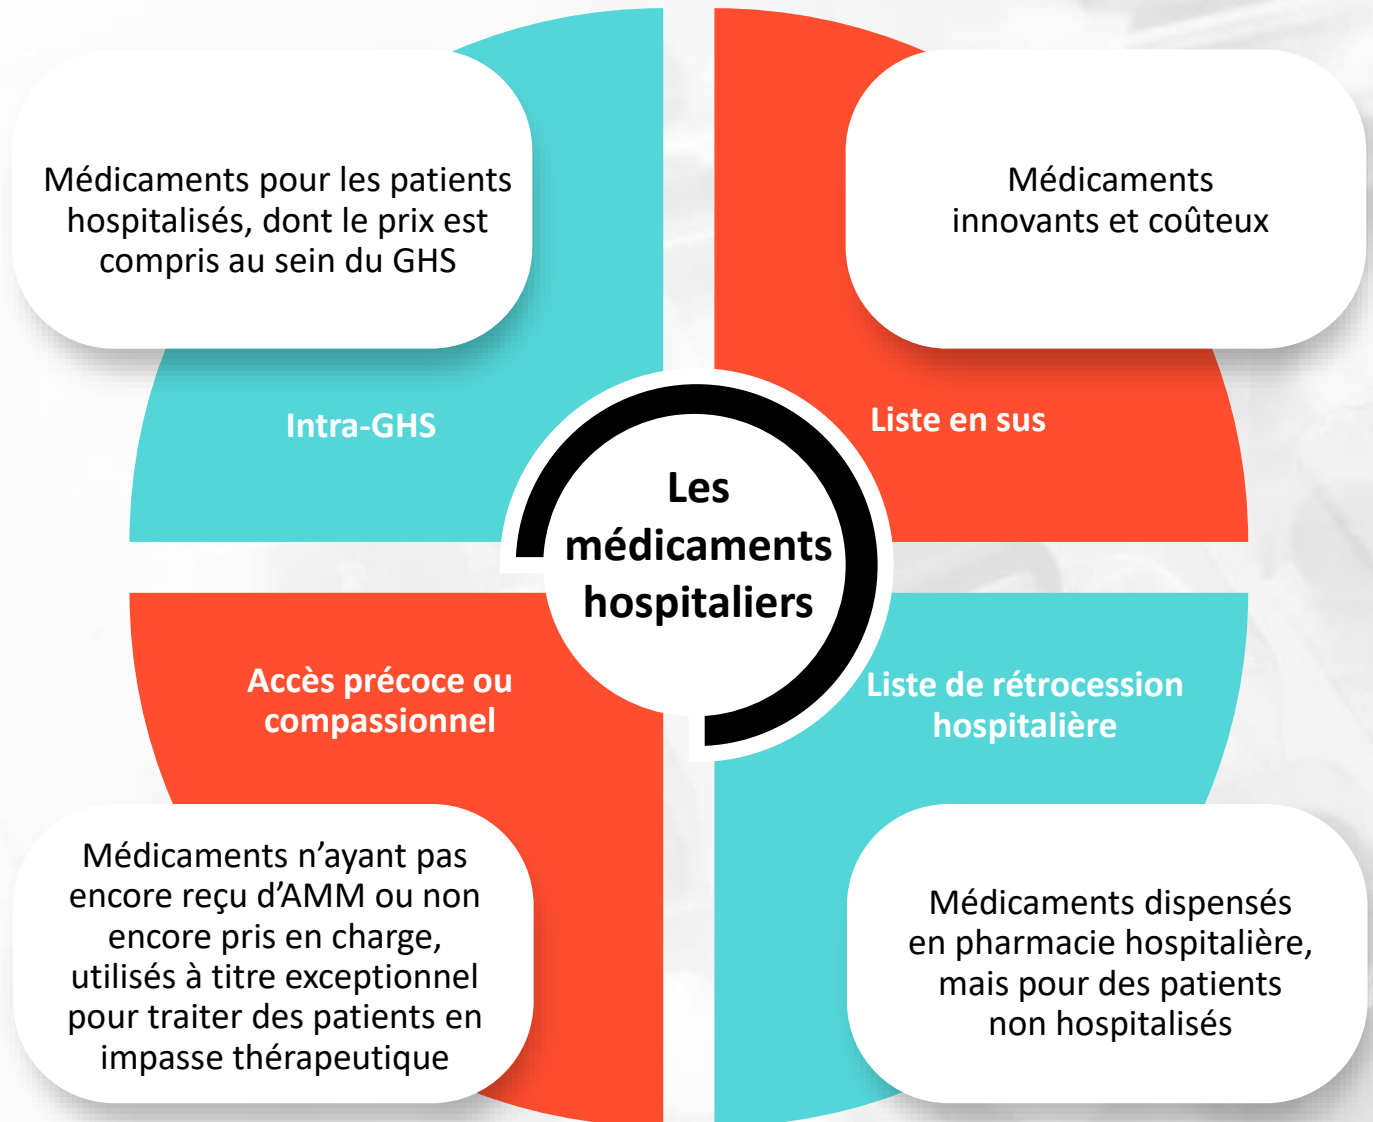 Médicaments pour les patients
hospitalisés, dont le prix est
compris au sein du GHS
Intra-GHS
Médicaments
innovants et coûteux
Liste en sus
Les
médicaments
hospitaliers
Accès précoce ou
compassionnel
Médicaments n’ayant pas
encore reçu d’AMM ou non
encore pris en charge,
utilisés à titre exceptionnel
pour traiter des patients en
impasse thérapeutique
Liste de rétrocession
hospitalière
Médicaments dispensés
en pharmacie hospitalière,
mais pour des patients
non hospitalisés